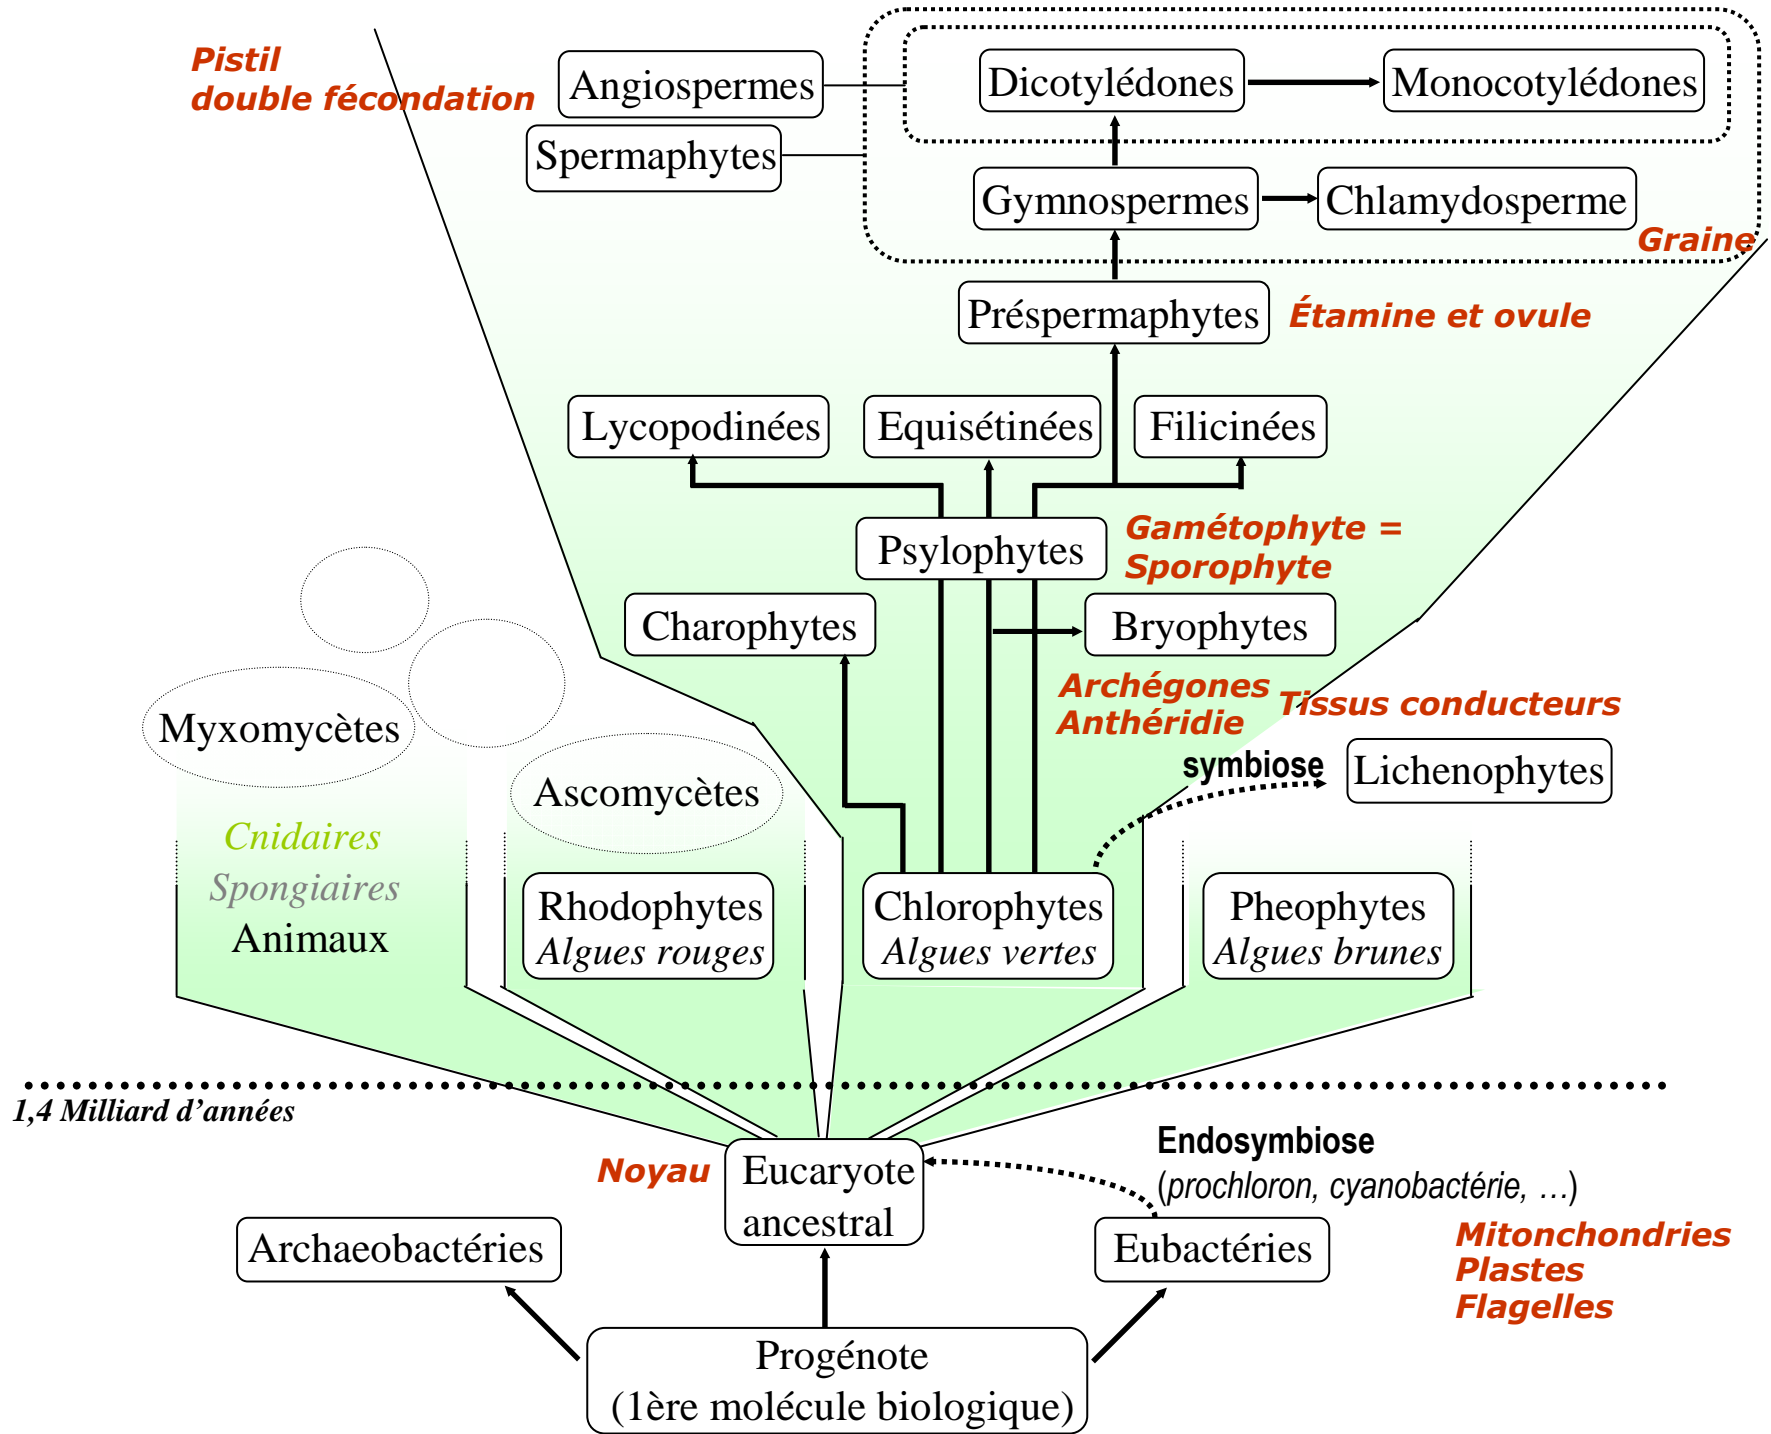 Pistil
double fécondation
Angiospermes
Dicotylédones
Monocotylédones
Spermaphytes
Gymnospermes
Chlamydosperme
Graine
Préspermaphytes
Étamine et ovule
Lycopodinées
Equisétinées
Filicinées
Psylophytes
Gamétophyte =
Sporophyte
Charophytes
Bryophytes
Archégones
Anthéridie
Tissus conducteurs
Myxomycètes
symbiose
Lichenophytes
Ascomycètes
Cnidaires
Spongiaires
Animaux
Rhodophytes
Algues rouges
Chlorophytes
Algues vertes
Pheophytes
Algues brunes
1,4 Milliard d’années
Noyau
Eucaryote
ancestral
Endosymbiose
(prochloron, cyanobactérie, …)
Archaeobactéries
Eubactéries
Mitonchondries
Plastes
Flagelles
Progénote
(1ère molécule biologique)